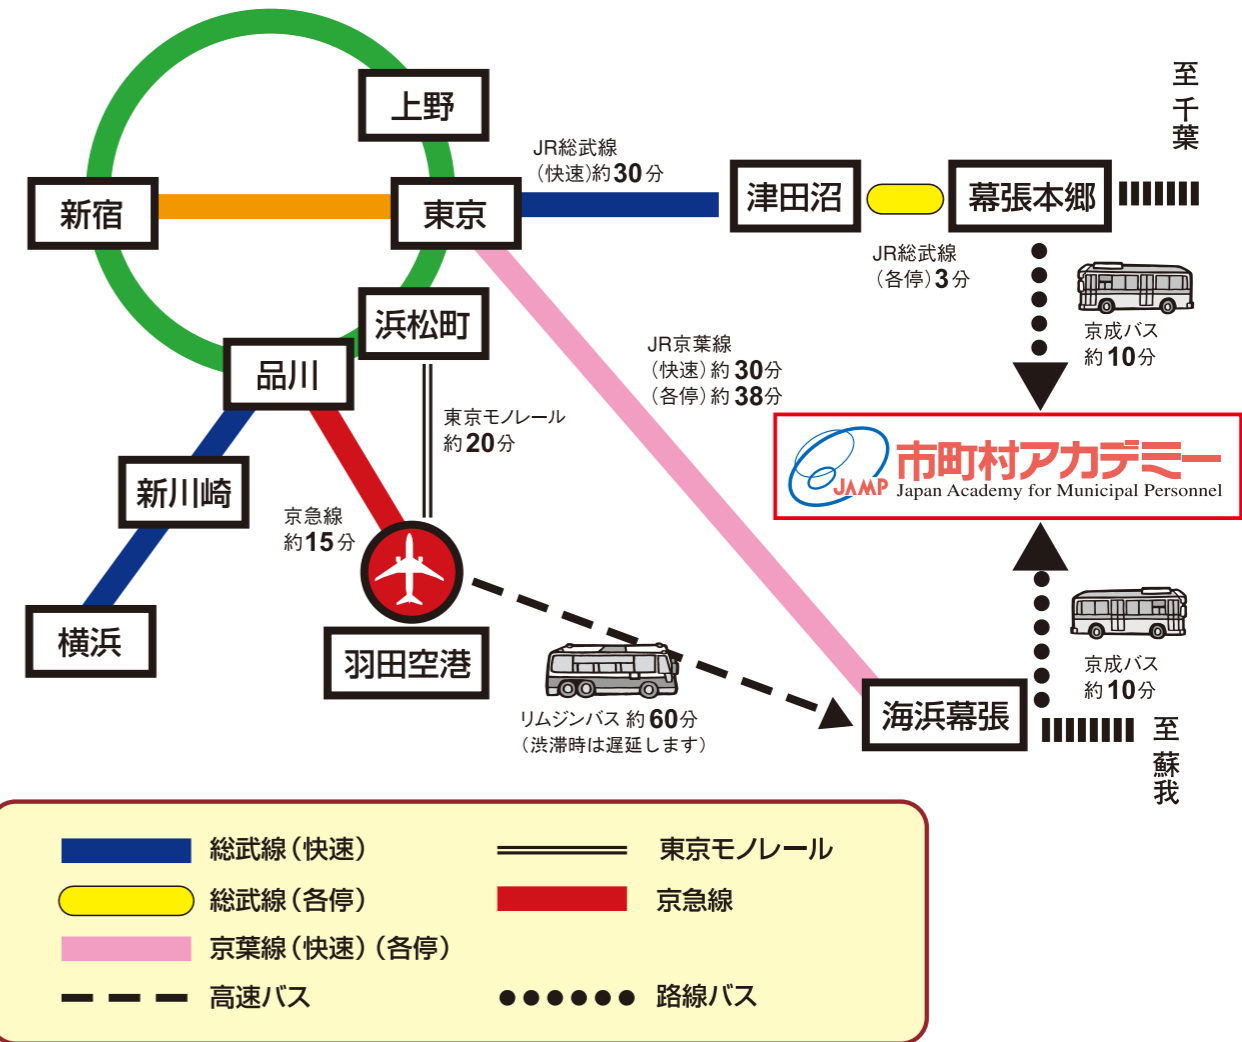 上野
新宿
東京
JR総武線
（快速）約30分
津田沼
幕張本郷
至千葉
JR総武線
（各停）3分
京成バス
約10分
浜松町
品川
JR京葉線
（快速）約30分
（各停）約38分
東京モノレール
約20分
市町村アカデミー
JAMP
Japan Academy for Municipal Personnel
新川崎
京急線
約15分
横浜
羽田空港
リムジンバス 約60分
（渋滞時は遅延します）
京成バス
約10分
海浜幕張
至蘇我
総武線（快速）
東京モノレール
総武線（各停）
京急線
京葉線（快速）（各停）
高速バス
路線バス